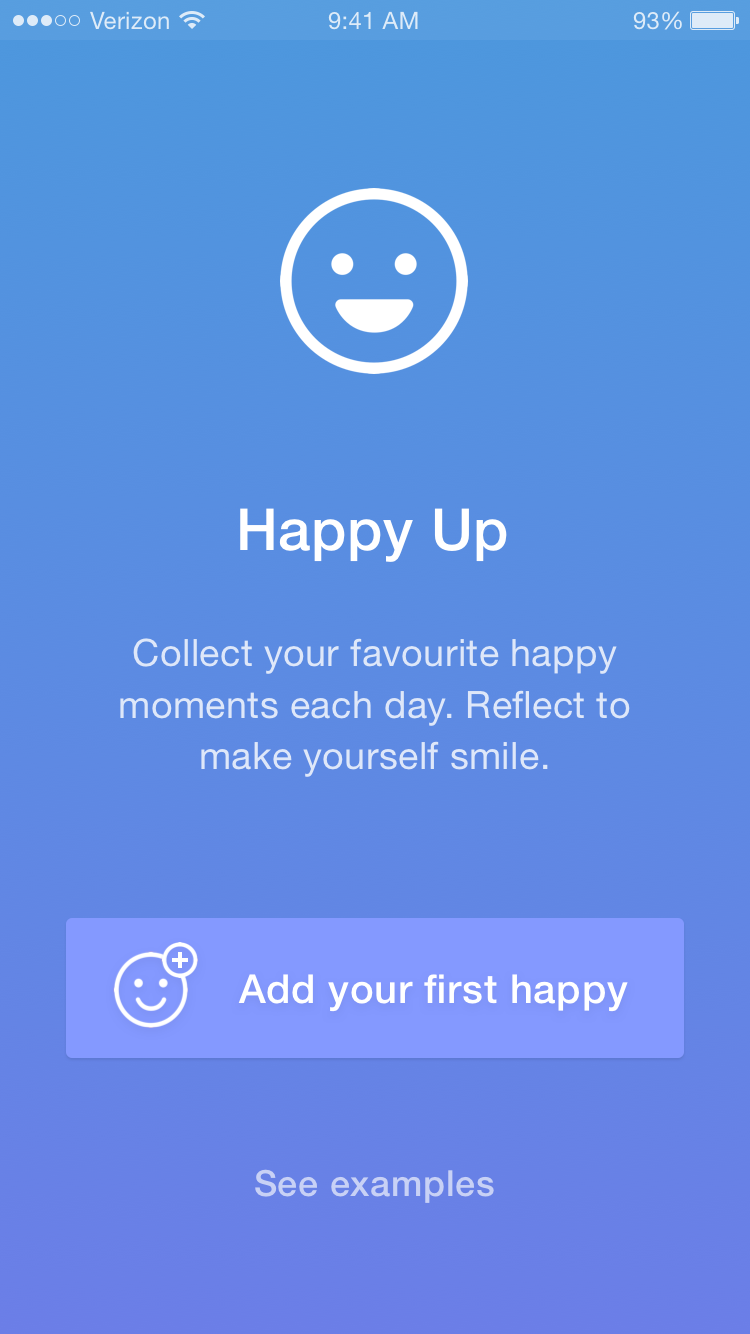 Verizon 9:41 AM 93%
Happy Up
Collect your favourite happy
moments each day. Reflect to
make yourself smile.
Add your first happy
See examples